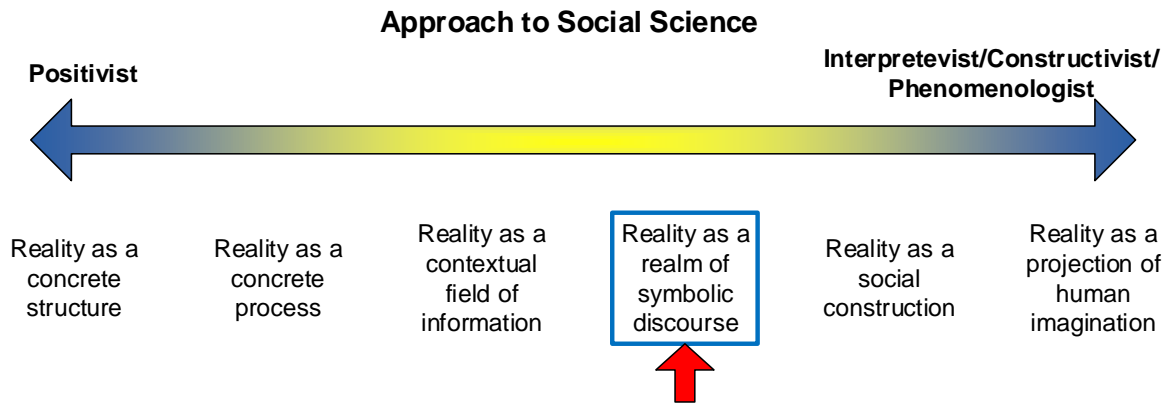 Approach to Social Science
Positivist
Interpretevist/Constructivist/
Phenomenologist
Reality as a
concrete
structure
Reality as a
concrete
process
Reality as a
contextual
field of
information
Reality as a
realm of
symbolic
discourse
Reality as a
social
construction
Reality as a
projection of
human
imagination